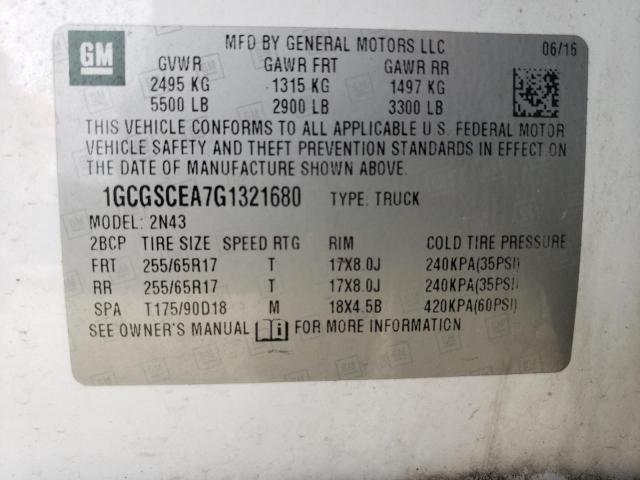 GM MFD BY GENERAL MOTORS LLC 06/16
GVWR GAWR FRT GAWR RR
2495 KG 1315 KG 1497 KG
5500 LB 2900 LB 3300 LB
THIS VEHICLE CONFORMS TO ALL APPLICABLE U.S. FEDERAL MOTOR
VEHICLE SAFETY AND THEFT PREVENTION STANDARDS IN EFFECT ON
THE DATE OF MANUFACTURE SHOWN ABOVE.
1GCGSCEA7G1321680 TYPE: TRUCK
MODEL: 2N43
2BCP TIRE SIZE SPEED RTG RIM COLD TIRE PRESSURE
FRT 255/65R17 T 17X8.0J 240KPA(35PSI)
RR 255/65R17 T 17X8.0J 240KPA(35PSI)
SPA T175/90D18 M 18X4.5B 420KPA(60PSI)
SEE OWNER'S MANUAL i FOR MORE INFORMATION.